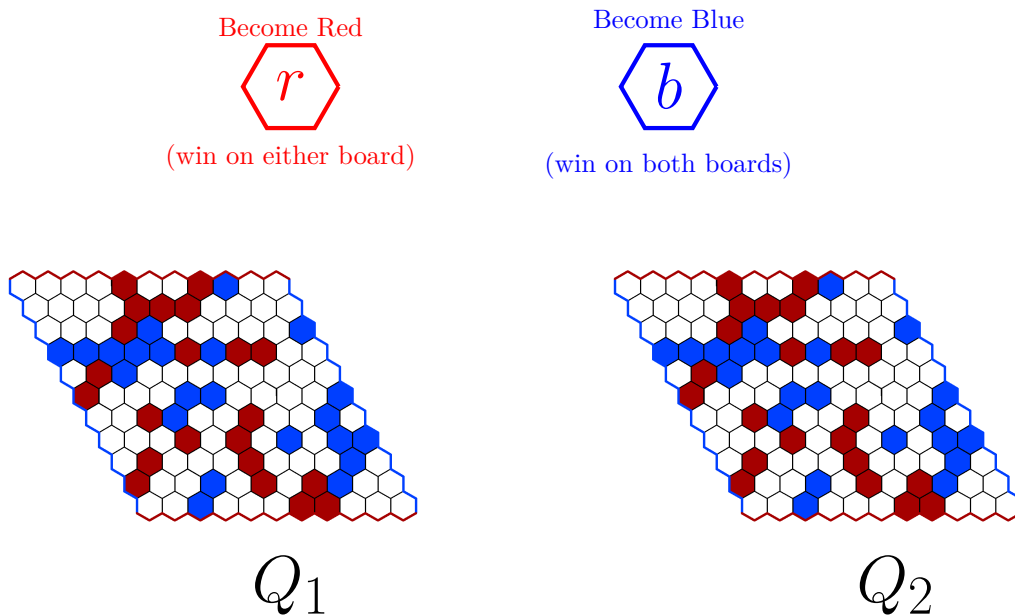 Become Red
Become Blue
r
b
(win on either board)
(win on both boards)
Q₁
Q₂